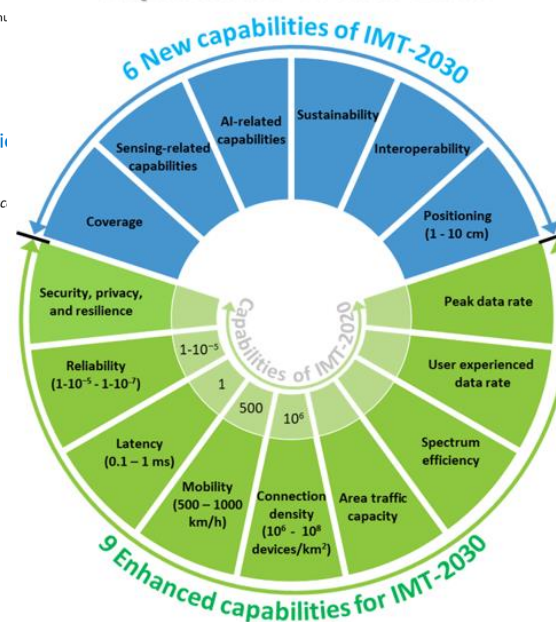 6 New capabilities of IMT-2030
Coverage
Sensing-related
capabilities
AI-related
capabilities
Sustainability
Interoperability
Positioning
(1 - 10 cm)
Security, privacy,
and resilience
Reliability
(1-10⁻⁵ - 1-10⁻⁷)
Latency
(0.1 – 1 ms)
Mobility
(500 – 1000
km/h)
Connection
density
(10⁶ - 10⁸
devices/km²)
Area traffic
capacity
Spectrum
efficiency
User experienced
data rate
Peak data rate
1-10⁻⁵
1
500
10⁶
Capabilities of IMT-2020
9 Enhanced capabilities for IMT-2030